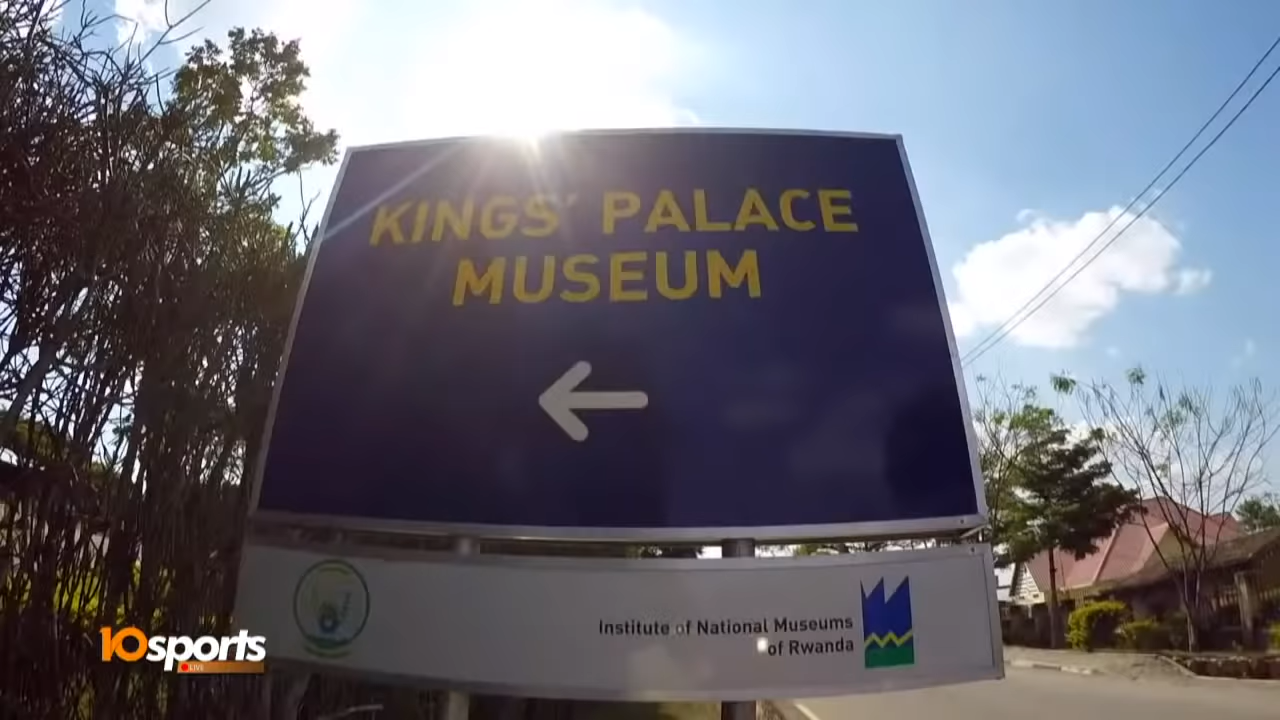 KINGS' PALACE
MUSEUM
Institute of National Museums
of Rwanda
10sports
LIVE